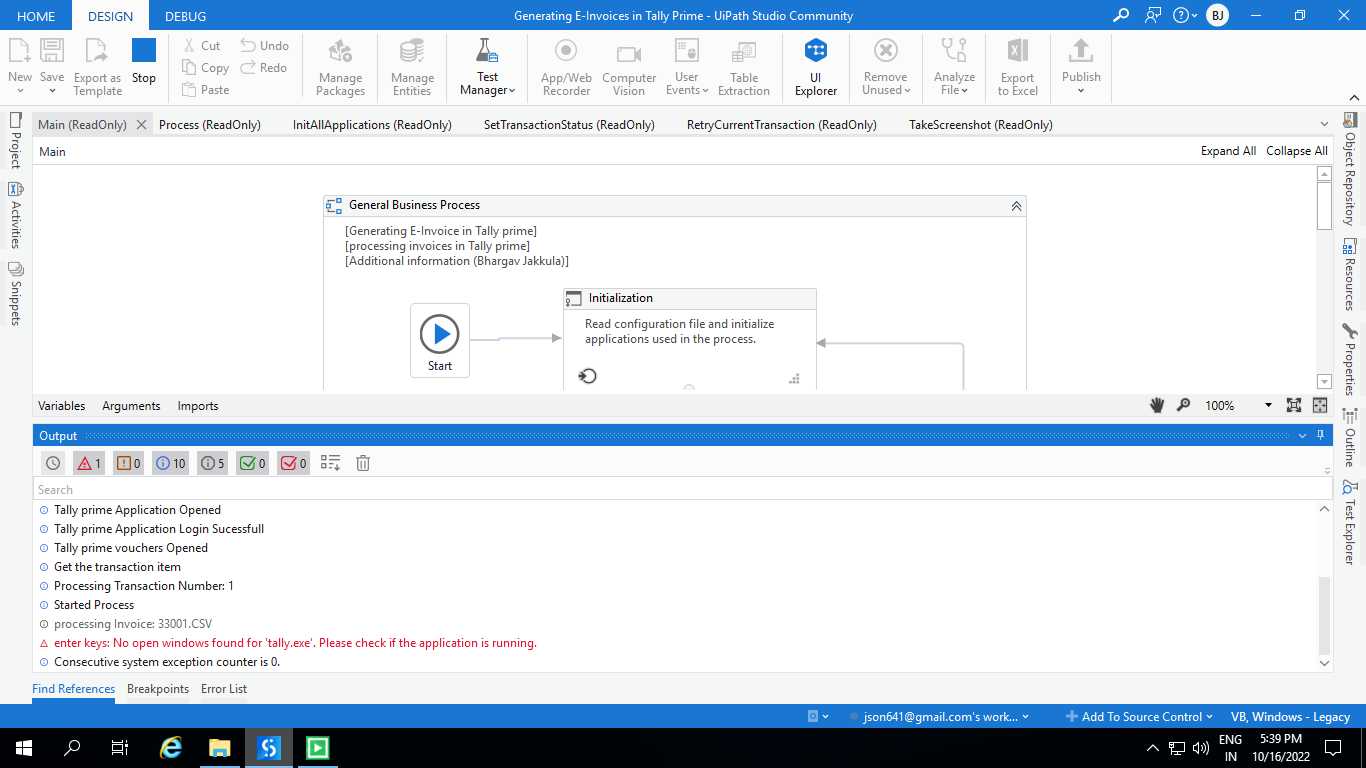 HOME DESIGN DEBUG Generating E-Invoices in Tally Prime - UiPath Studio Community BJ
New Save Export as Template Stop Cut Copy Paste Undo Redo Manage Packages Manage Entities Test Manager App/Web Recorder Computer Vision User Events Table Extraction UI Explorer Remove Unused Analyze File Export to Excel Publish
Main (ReadOnly) Process (ReadOnly) InitAllApplications (ReadOnly) SetTransactionStatus (ReadOnly) RetryCurrentTransaction (ReadOnly) TakeScreenshot (ReadOnly)
Project
Activities
Snippets
Main Expand All Collapse All
General Business Process
[Generating E-Invoice in Tally prime]
[processing invoices in Tally prime]
[Additional information (Bhargav Jakkula)]
Initialization
Read configuration file and initialize
applications used in the process.
Start
Object Repository
Resources
Properties
Outline
Test Explorer
Variables Arguments Imports 100%
Output
1 0 10 5 0 0
Search
Tally prime Application Opened
Tally prime Application Login Sucessfull
Tally prime vouchers Opened
Get the transaction item
Processing Transaction Number: 1
Started Process
processing Invoice: 33001.CSV
enter keys: No open windows found for 'tally.exe'. Please check if the application is running.
Consecutive system exception counter is 0.
Find References Breakpoints Error List
json641@gmail.com's work... Add To Source Control VB, Windows - Legacy
ENG 5:39 PM
IN 10/16/2022